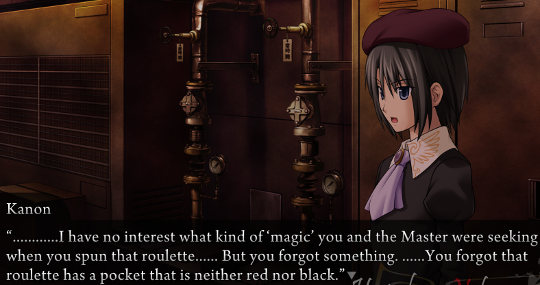 Kanon
“............I have no interest what kind of ‘magic’ you and the Master were seeking
when you spun that roulette...... But you forgot something. ......You forgot that
roulette has a pocket that is neither red nor black.”